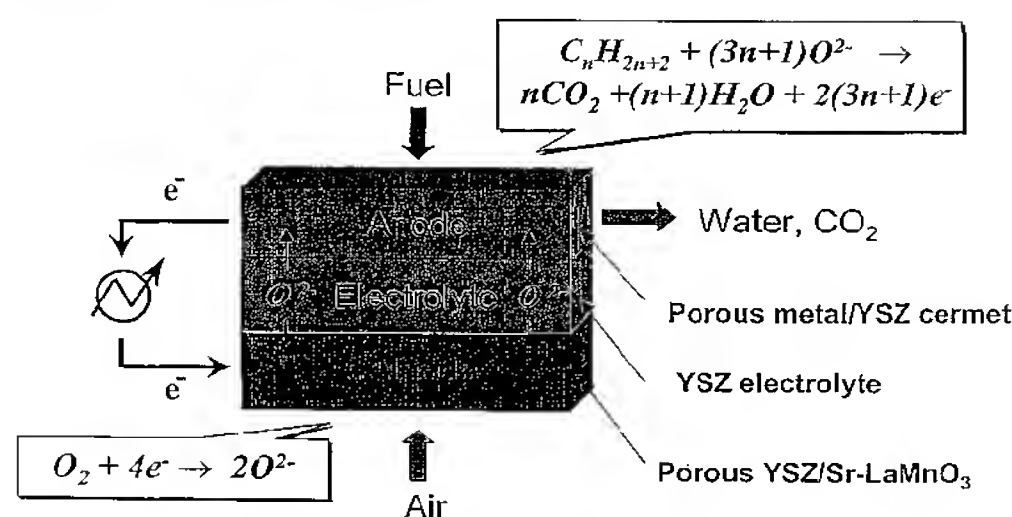 CₙH₂ₙ₊₂ + (3n+1)O²⁻ →
nCO₂ +(n+1)H₂O + 2(3n+1)e⁻
Fuel
e⁻
Anode
Water, CO₂
O²⁻ Electrolyte O
Porous metal/YSZ cermet
e⁻
YSZ electrolyte
O₂ + 4e⁻ → 2O²⁻
Porous YSZ/Sr-LaMnO₃
Air